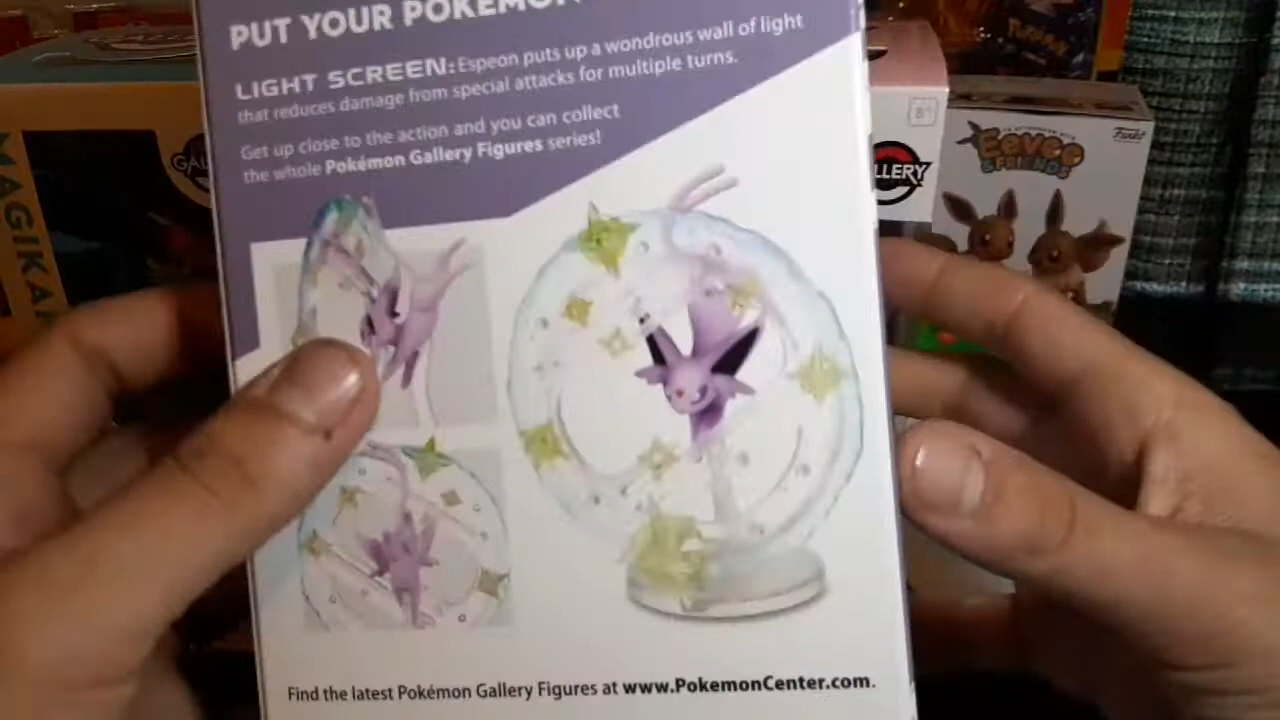 PUT YOUR POKÉMON
LIGHT SCREEN: Espeon puts up a wondrous wall of light
that reduces damage from special attacks for multiple turns.
Get up close to the action and you can collect
the whole Pokémon Gallery Figures series!
Find the latest Pokémon Gallery Figures at www.PokemonCenter.com.
MAGIKA
GAL
LLERY
Eevee
& FRIENDS
Funko